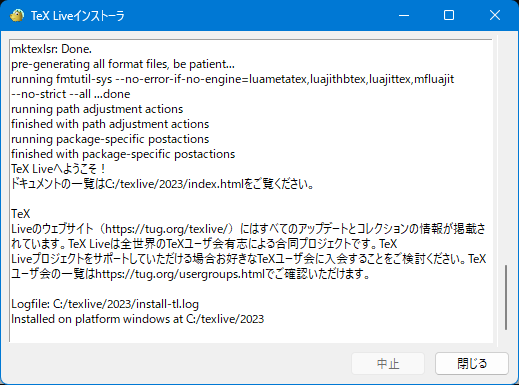 TeX Liveインストーラ
mktexlsr: Done.
pre-generating all format files, be patient...
running fmtutil-sys --no-error-if-no-engine=luametatex,luajithbtex,luajittex,mfluajit
--no-strict --all ...done
running path adjustment actions
finished with path adjustment actions
running package-specific postactions
finished with package-specific postactions
TeX Liveへようこそ！
ドキュメントの一覧はC:/texlive/2023/index.htmlをご覧ください。
TeX
Liveのウェブサイト（https://tug.org/texlive/）にはすべてのアップデートとコレクションの情報が掲載さ
れています。TeX Liveは全世界のTeXユーザ会有志による合同プロジェクトです。TeX
Liveプロジェクトをサポートしていただける場合お好きなTeXユーザ会に入会することをご検討ください。TeX
ユーザ会の一覧はhttps://tug.org/usergroups.htmlでご確認いただけます。
Logfile: C:/texlive/2023/install-tl.log
Installed on platform windows at C:/texlive/2023
中止
閉じる